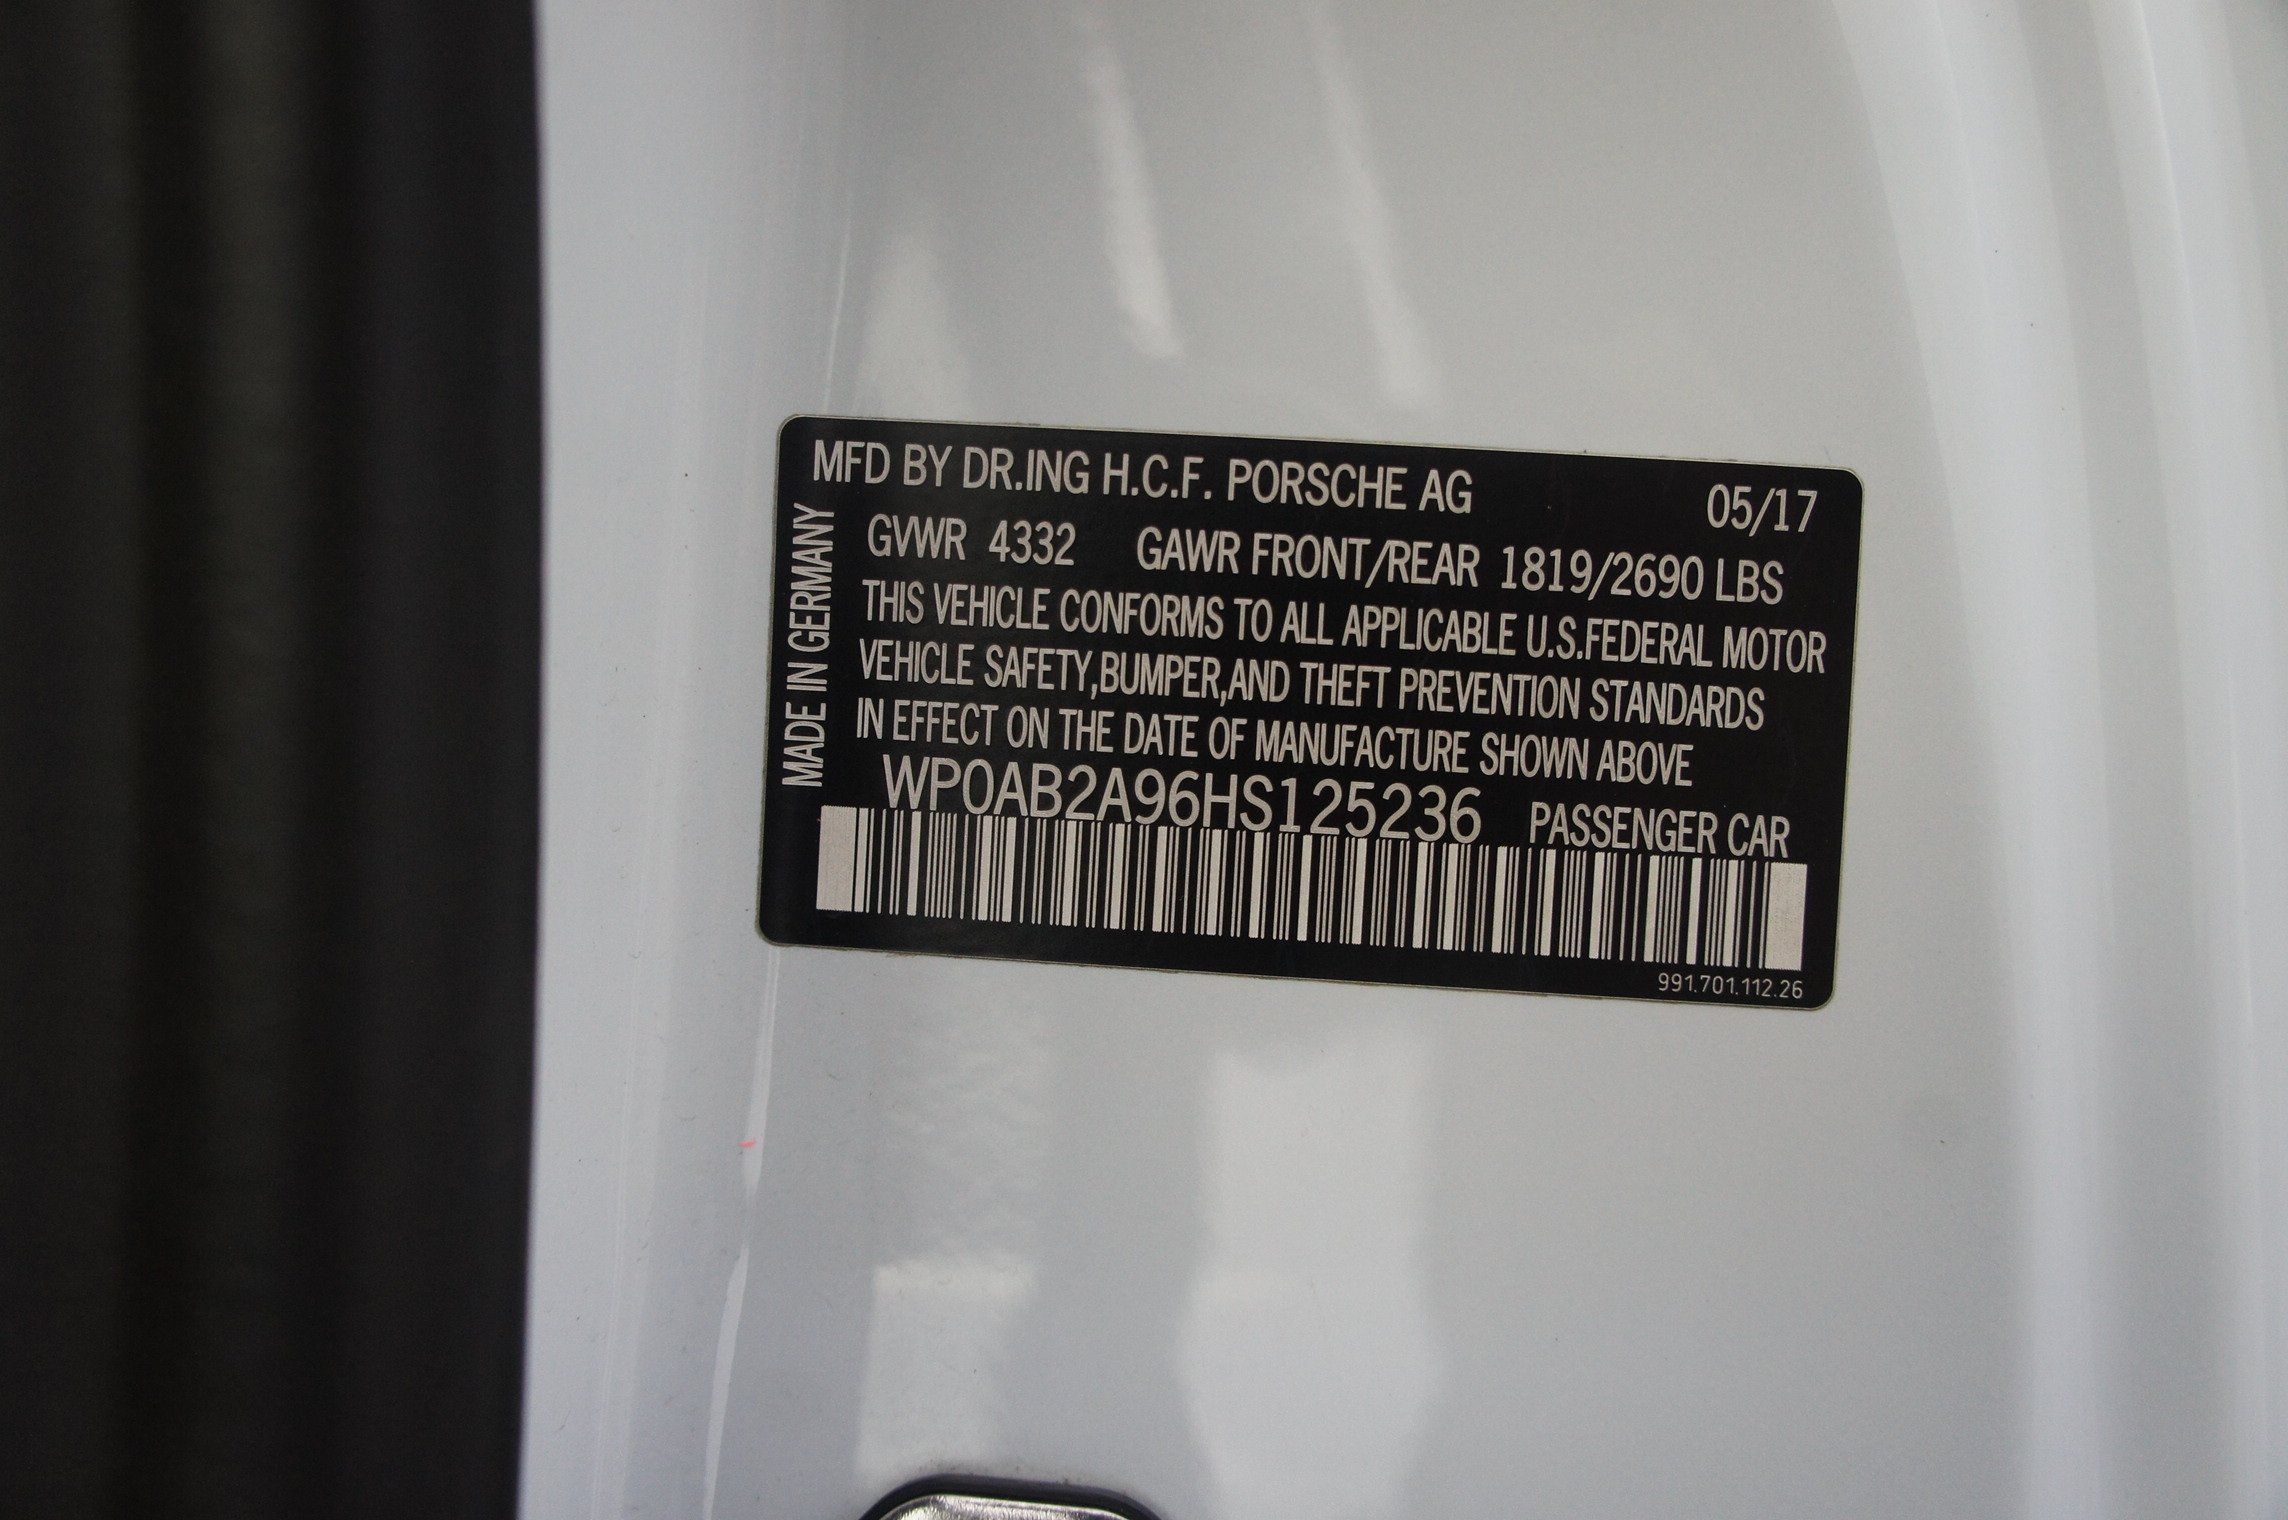 MFD BY DR.ING H.C.F. PORSCHE AG 05/17
GVWR 4332 GAWR FRONT/REAR 1819/2690 LBS
THIS VEHICLE CONFORMS TO ALL APPLICABLE U.S.FEDERAL MOTOR
VEHICLE SAFETY,BUMPER,AND THEFT PREVENTION STANDARDS
IN EFFECT ON THE DATE OF MANUFACTURE SHOWN ABOVE
WP0AB2A96HS125236 PASSENGER CAR
991.701.112.26
MADE IN GERMANY